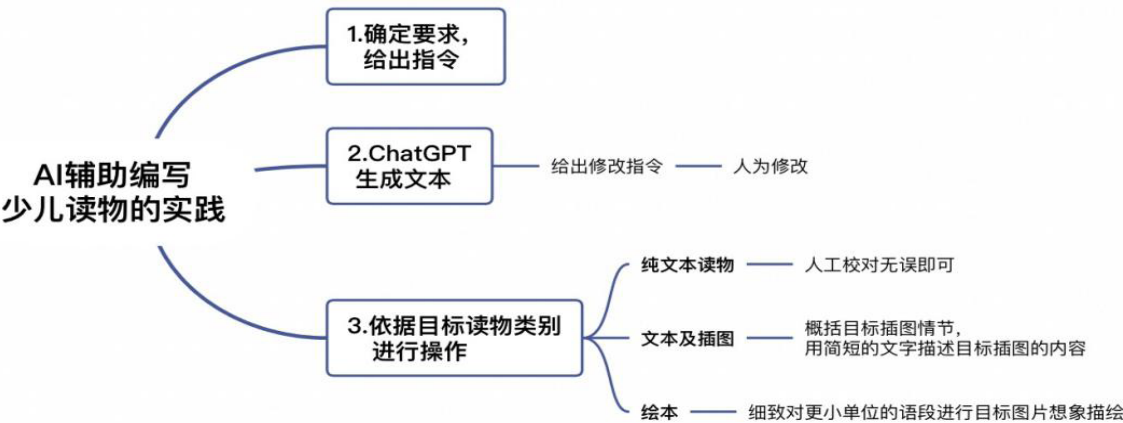 AI辅助编写
少儿读物的实践
1.确定要求，
给出指令
2.ChatGPT
生成文本
给出修改指令
人为修改
3.依据目标读物类别
进行操作
纯文本读物
人工校对无误即可
文本及插图
概括目标插图情节，
用简短的文字描述目标插图的内容
绘本
细致对更小单位的语段进行目标图片想象描绘